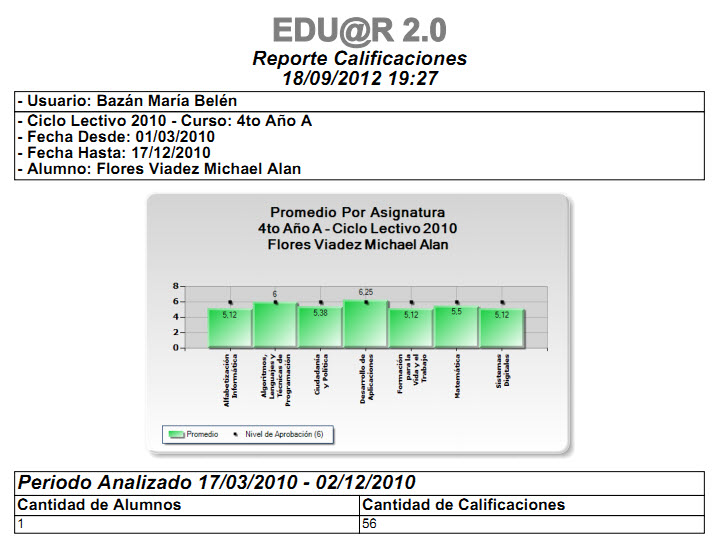 EDU@R 2.0
Reporte Calificaciones
18/09/2012 19:27
- Usuario: Bazán María Belén
- Ciclo Lectivo 2010 - Curso: 4to Año A
- Fecha Desde: 01/03/2010
- Fecha Hasta: 17/12/2010
- Alumno: Flores Viadez Michael Alan
Promedio Por Asignatura
4to Año A - Ciclo Lectivo 2010
Flores Viadez Michael Alan
8
6
4
2
0
5,12
6
5,38
6,25
5,12
5,5
5,12
Alfabetización
Informática
Algoritmos,
Lenguajes y
Técnicas de
Programación
Ciudadanía
y Política
Desarrollo de
Aplicaciones
Formación
para la
Vida y el
Trabajo
Matemática
Sistemas
Digitales
Promedio
Nivel de Aprobación (6)
Periodo Analizado 17/03/2010 - 02/12/2010
Cantidad de Alumnos
Cantidad de Calificaciones
1
56